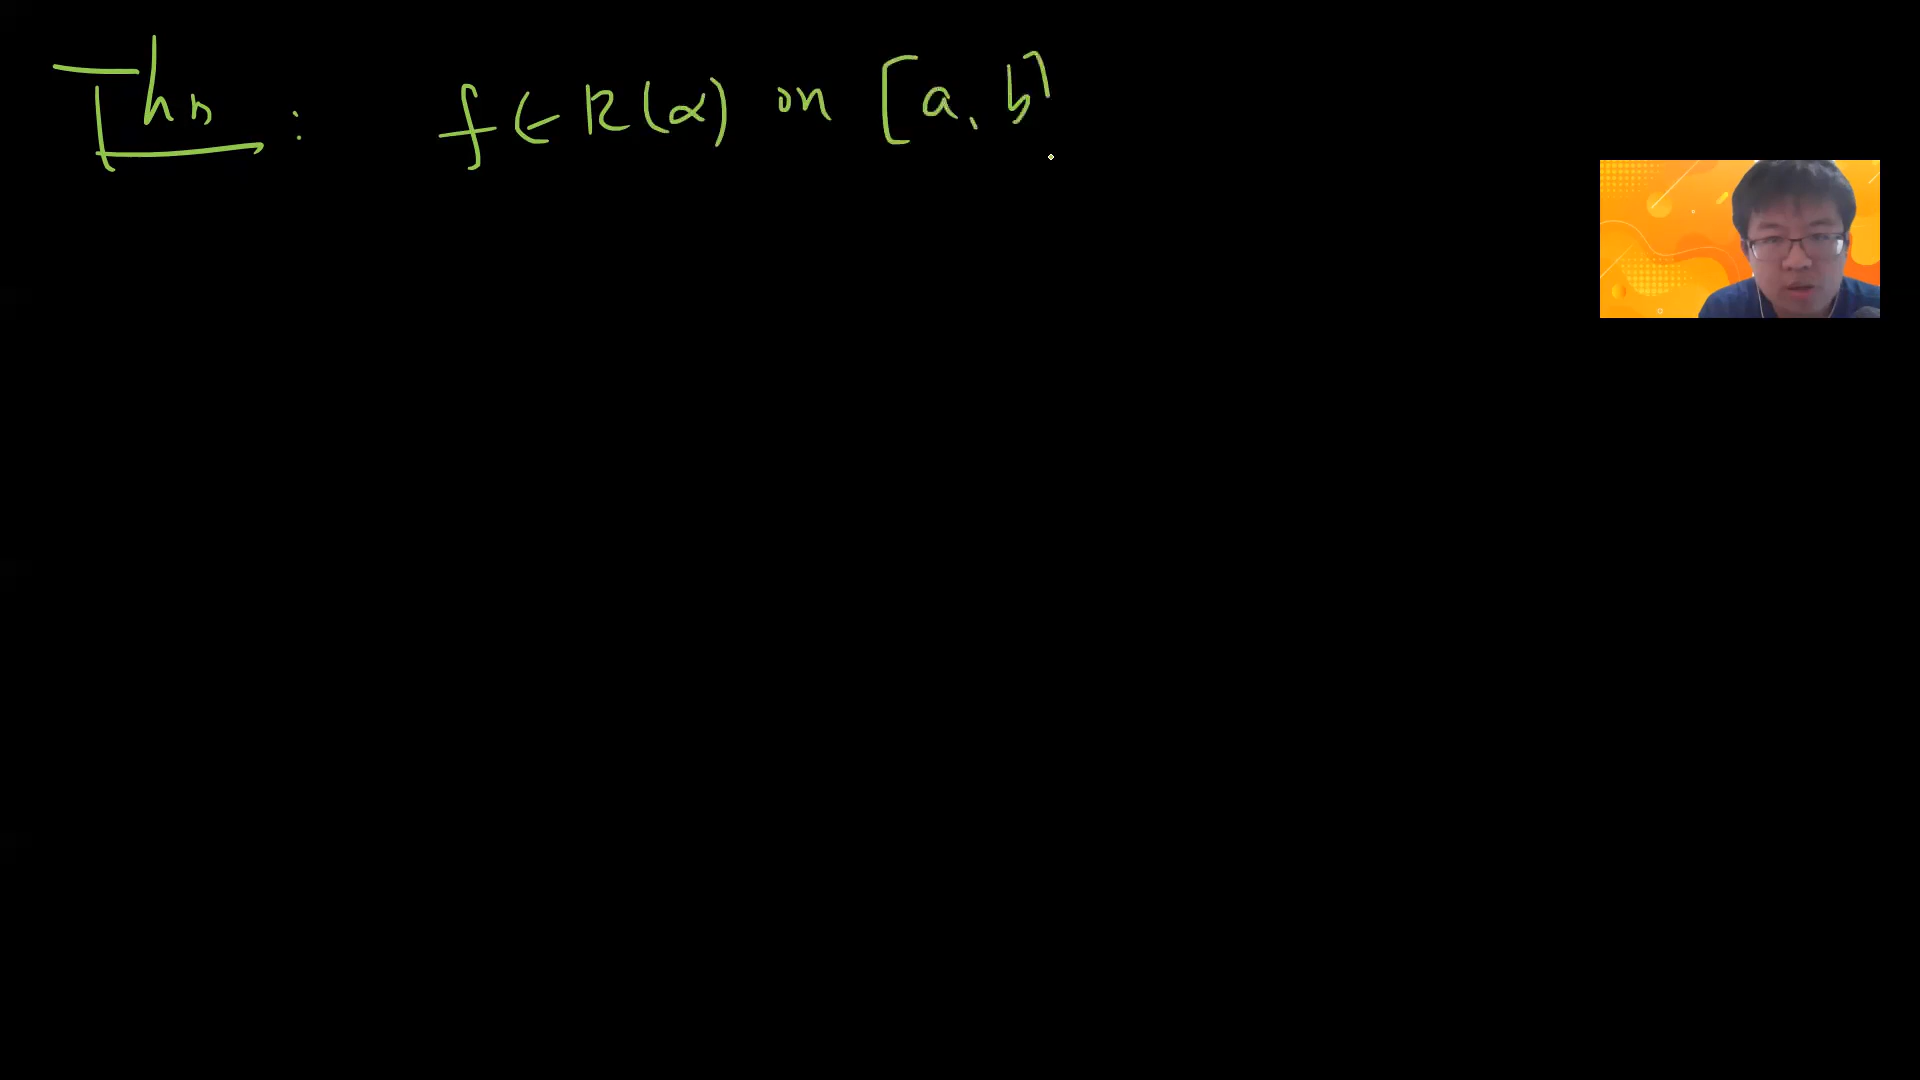 Thm: f ∈ R(α) on [a, b]